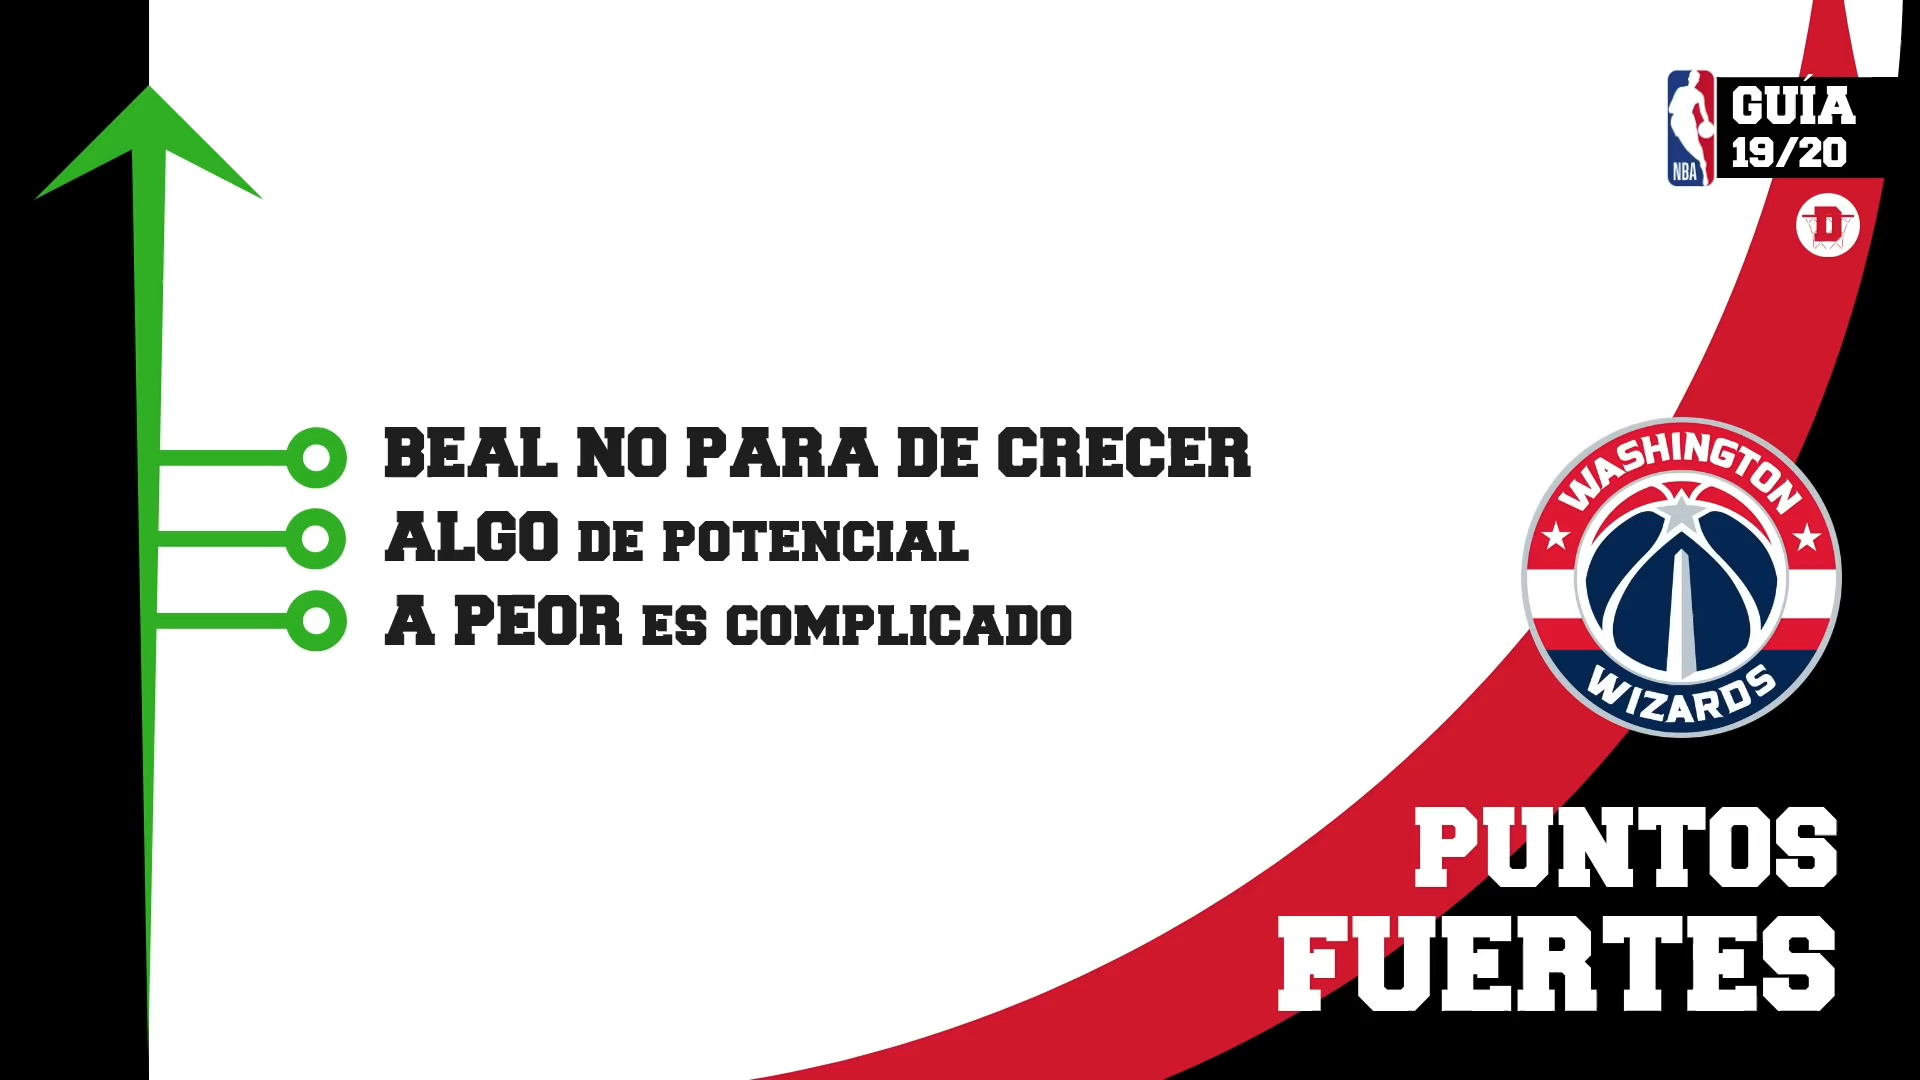 GUÍA
19/20
NBA
D
BEAL NO PARA DE CRECER
ALGO DE POTENCIAL
A PEOR ES COMPLICADO
WASHINGTON
WIZARDS
PUNTOS
FUERTES